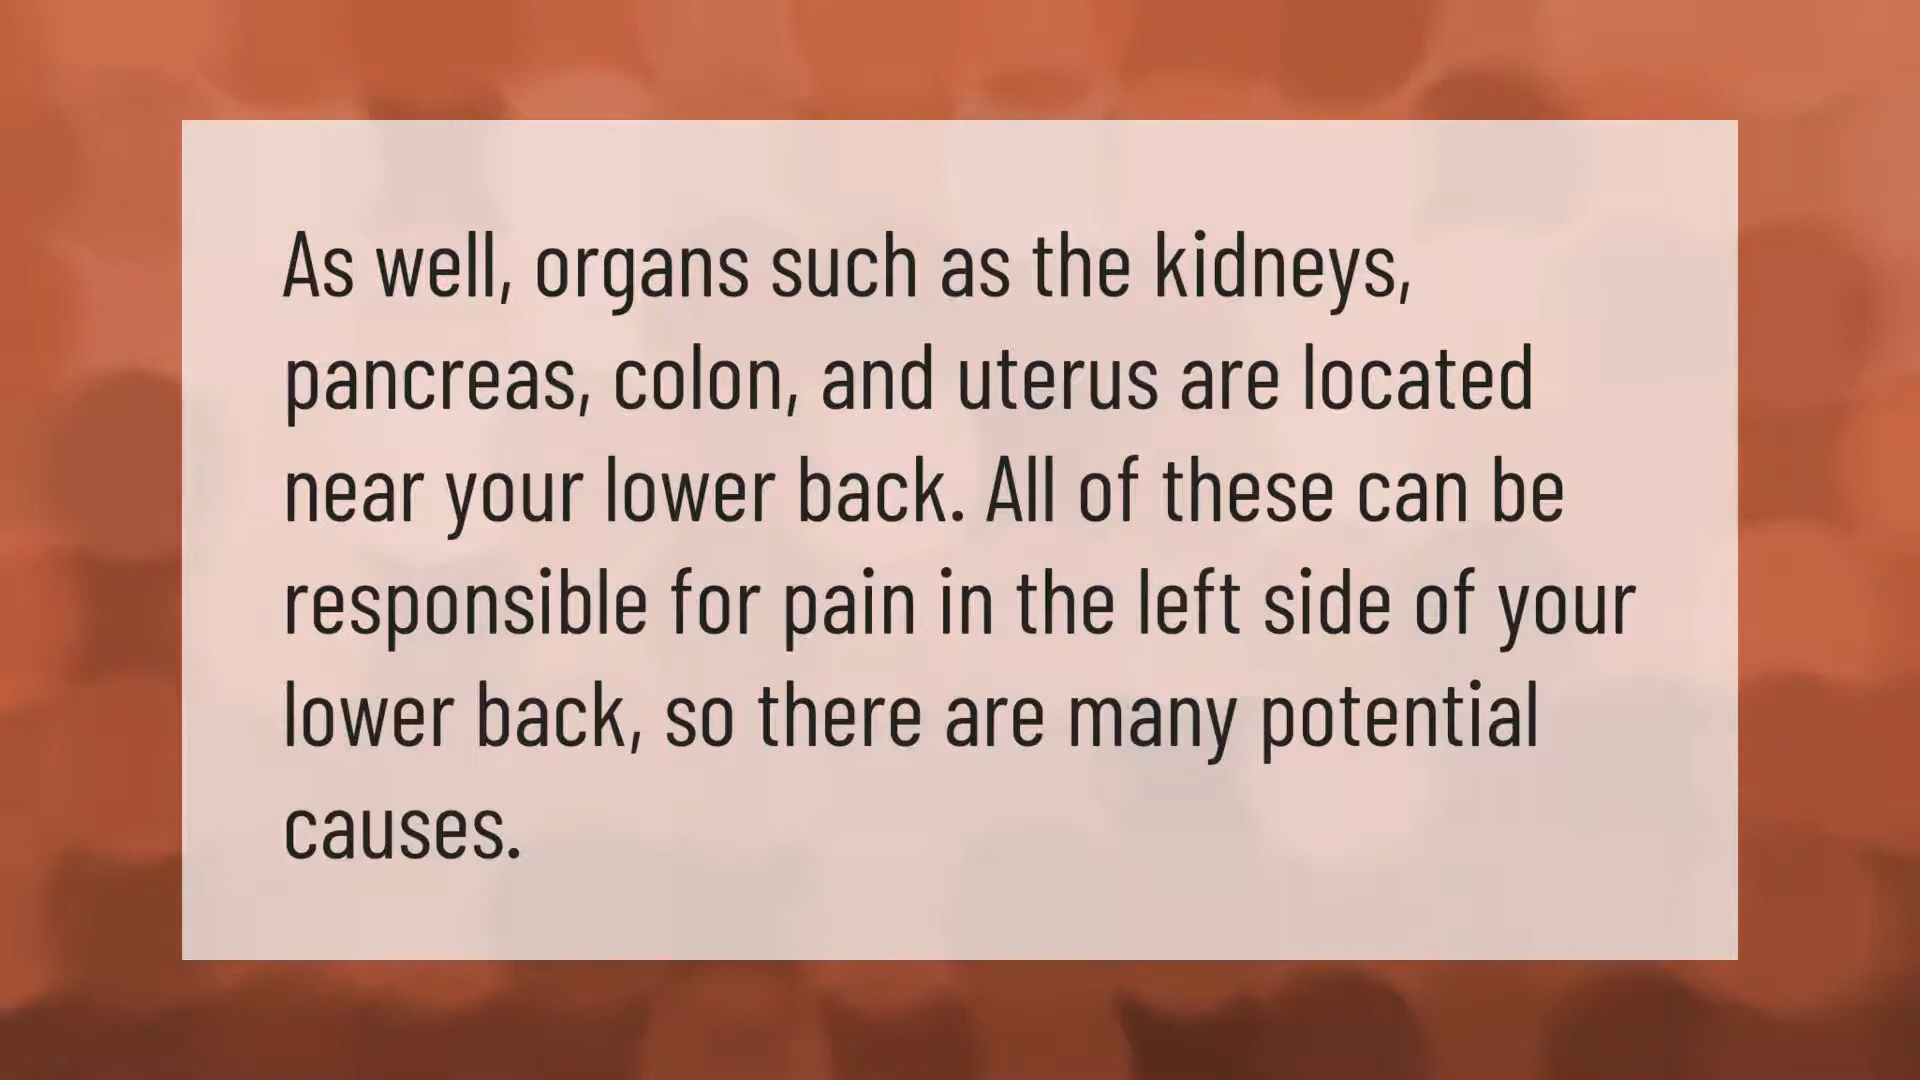 As well, organs such as the kidneys,
pancreas, colon, and uterus are located
near your lower back. All of these can be
responsible for pain in the left side of your
lower back, so there are many potential
causes.